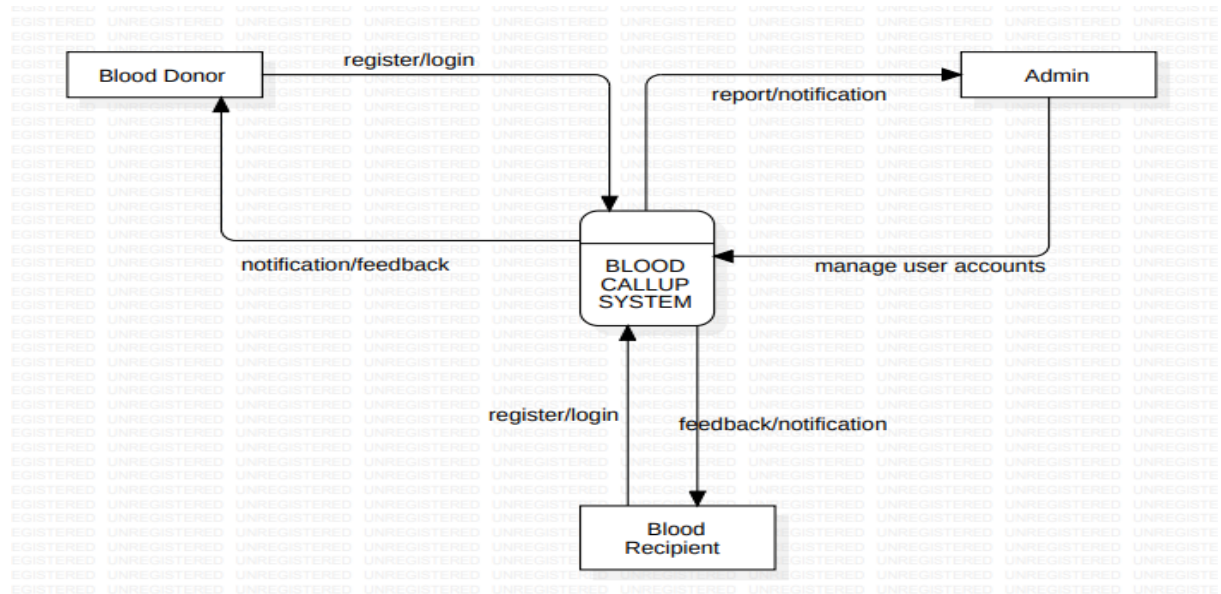 Blood Donor
register/login
Admin
report/notification
notification/feedback
BLOOD
CALLUP
SYSTEM
manage user accounts
register/login
feedback/notification
Blood
Recipient
UNREGISTERED